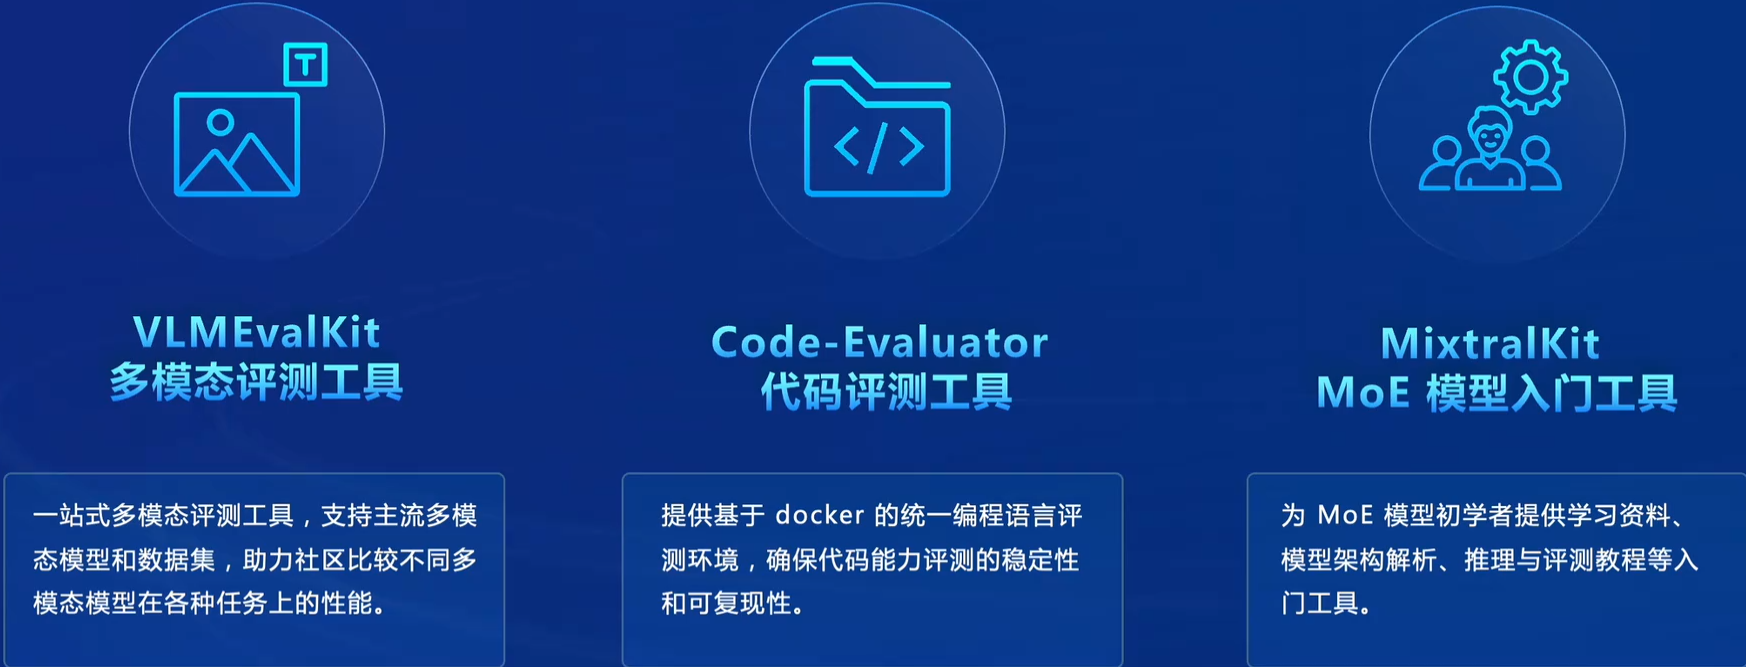 T
VLMEvalKit
多模态评测工具
一站式多模态评测工具，支持主流多模
态模型和数据集，助力社区比较不同多
模态模型在各种任务上的性能。
</>
Code-Evaluator
代码评测工具
提供基于 docker 的统一编程语言评
测环境，确保代码能力评测的稳定性
和可复现性。
MixtralKit
MoE 模型入门工具
为 MoE 模型初学者提供学习资料、
模型架构解析、推理与评测教程等入
门工具。